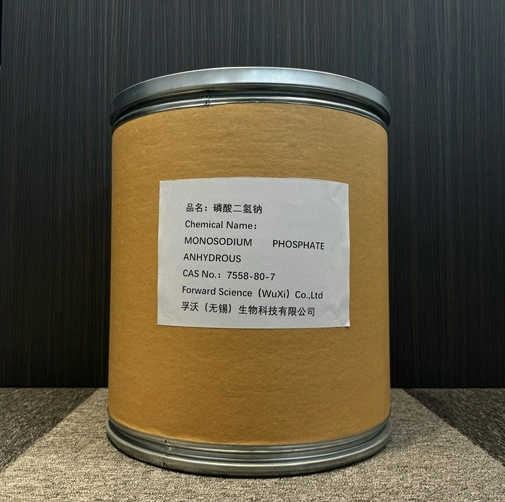 品名：磷酸二氢钠
Chemical Name：
MONOSODIUM PHOSPHATE
ANHYDROUS
CAS No.：7558-80-7
Forward Science（WuXi）Co.,Ltd
孚沃（无锡）生物科技有限公司